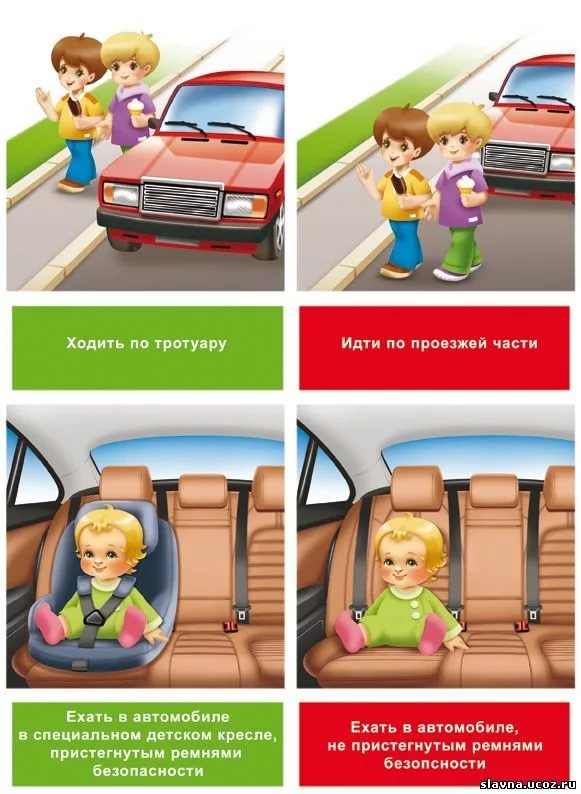 Ходить по тротуару
Идти по проезжей части
Ехать в автомобиле
в специальном детском кресле,
пристегнутым ремнями
безопасности
Ехать в автомобиле,
не пристегнутым ремнями
безопсности
slavna.ucoz.ru